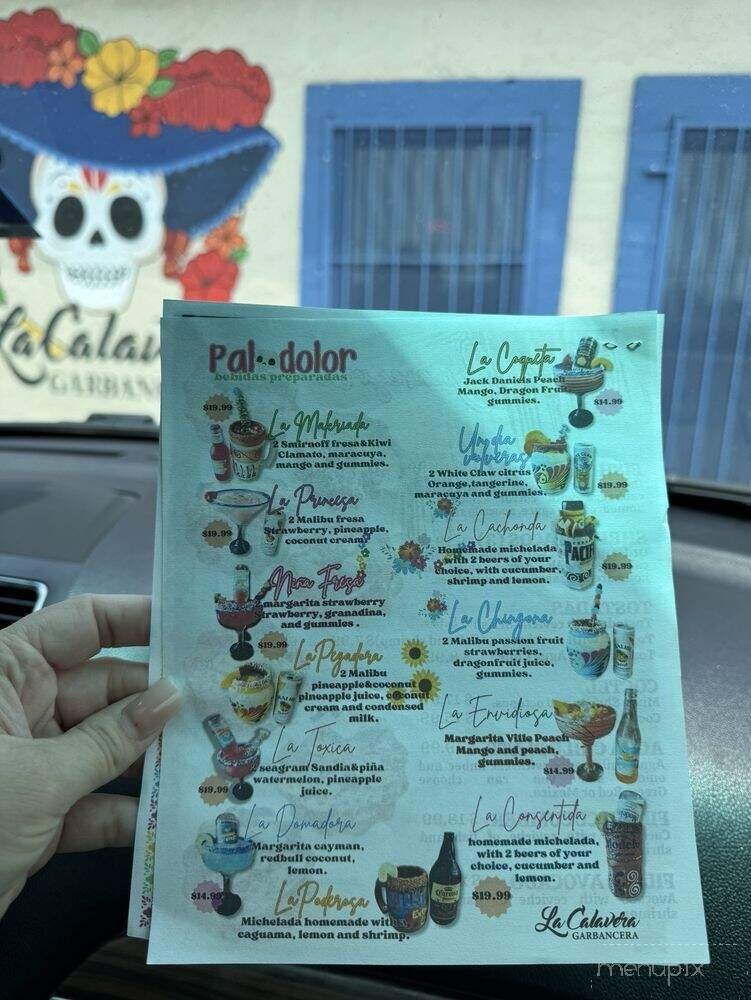 La Calav
GARBANC
Pal dolor
bebidas preparadas
$19.99
La Maleriada
2 Smirnoff fresa&Kiwi
Clamato, maracuya,
mango and gummies.
La Princesa
$19.99
2 Malibu fresa
Strawberry, pineapple,
coconut cream
Nina Fresa
margarita strawberry
Strawberry, granadina,
and gummies .
$19.99
La Pegadora
2 Malibu
pineapple&coconut
pineapple juice, coconut
cream and condensed
milk.
La Toxica
seagram Sandia&piña
watermelon, pineapple
juice.
$19.99
La Domadora
Margarita cayman,
redbull coconut,
lemon.
$14.99
La Poderosa
Michelada homemade with
caguama, lemon and shrimp.
La Coqueta
Jack Daniels Peach
Mango, Dragon Fruit
gummies.
$14.99
Un dia
volveras
2 White Claw citrus
Orange,tangerine,
maracuya and gummies.
$19.99
La Cachonda
Homemade michelada
with 2 beers of your
choice, with cucumber,
shrimp and lemon.
$19.99
La Chingona
2 Malibu passion fruit
strawberries,
dragonfruit juice,
gummies.
La Envidiosa
Margarita Ville Peach
Mango and peach,
gummies.
$14.99
La Consentida
homemade michelada,
with 2 beers of your
choice, cucumber and
lemon.
$19.99
La Calavera
GARBANCERA
menupix